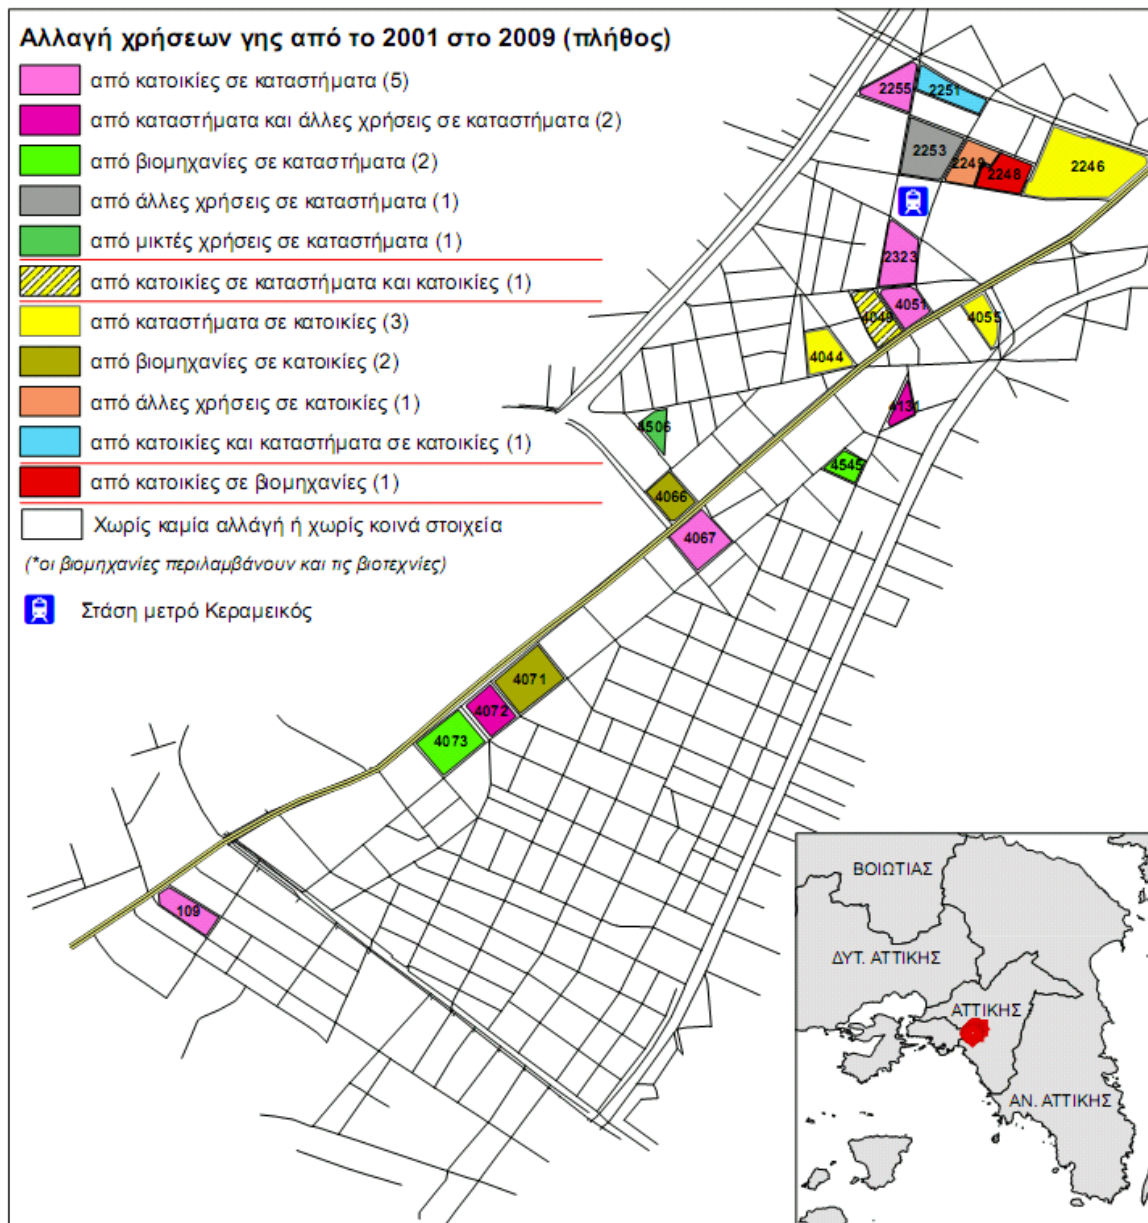 Αλλαγή χρήσεων γης από το 2001 στο 2009 (πλήθος)
από κατοικίες σε καταστήματα (5)
από καταστήματα και άλλες χρήσεις σε καταστήματα (2)
από βιομηχανίες σε καταστήματα (2)
από άλλες χρήσεις σε καταστήματα (1)
από μικτές χρήσεις σε καταστήματα (1)
από κατοικίες σε καταστήματα και κατοικίες (1)
από καταστήματα σε κατοικίες (3)
από βιομηχανίες σε κατοικίες (2)
από άλλες χρήσεις σε κατοικίες (1)
από κατοικίες και καταστήματα σε κατοικίες (1)
από κατοικίες σε βιομηχανίες (1)
Χωρίς καμία αλλάγή ή χωρίς κοινά στοιχεία
(*οι βιομηχανίες περιλαμβάνουν και τις βιοτεχνίες)
Στάση μετρό Κεραμεικός
2255
2251
2253
2249
2248
2246
2323
4051
4049
4055
4044
4131
4506
4545
4066
4067
4071
4072
4073
109
ΒΟΙΩΤΙΑΣ
ΔΥΤ. ΑΤΤΙΚΗΣ
ΑΤΤΙΚΗΣ
ΑΝ. ΑΤΤΙΚΗΣ